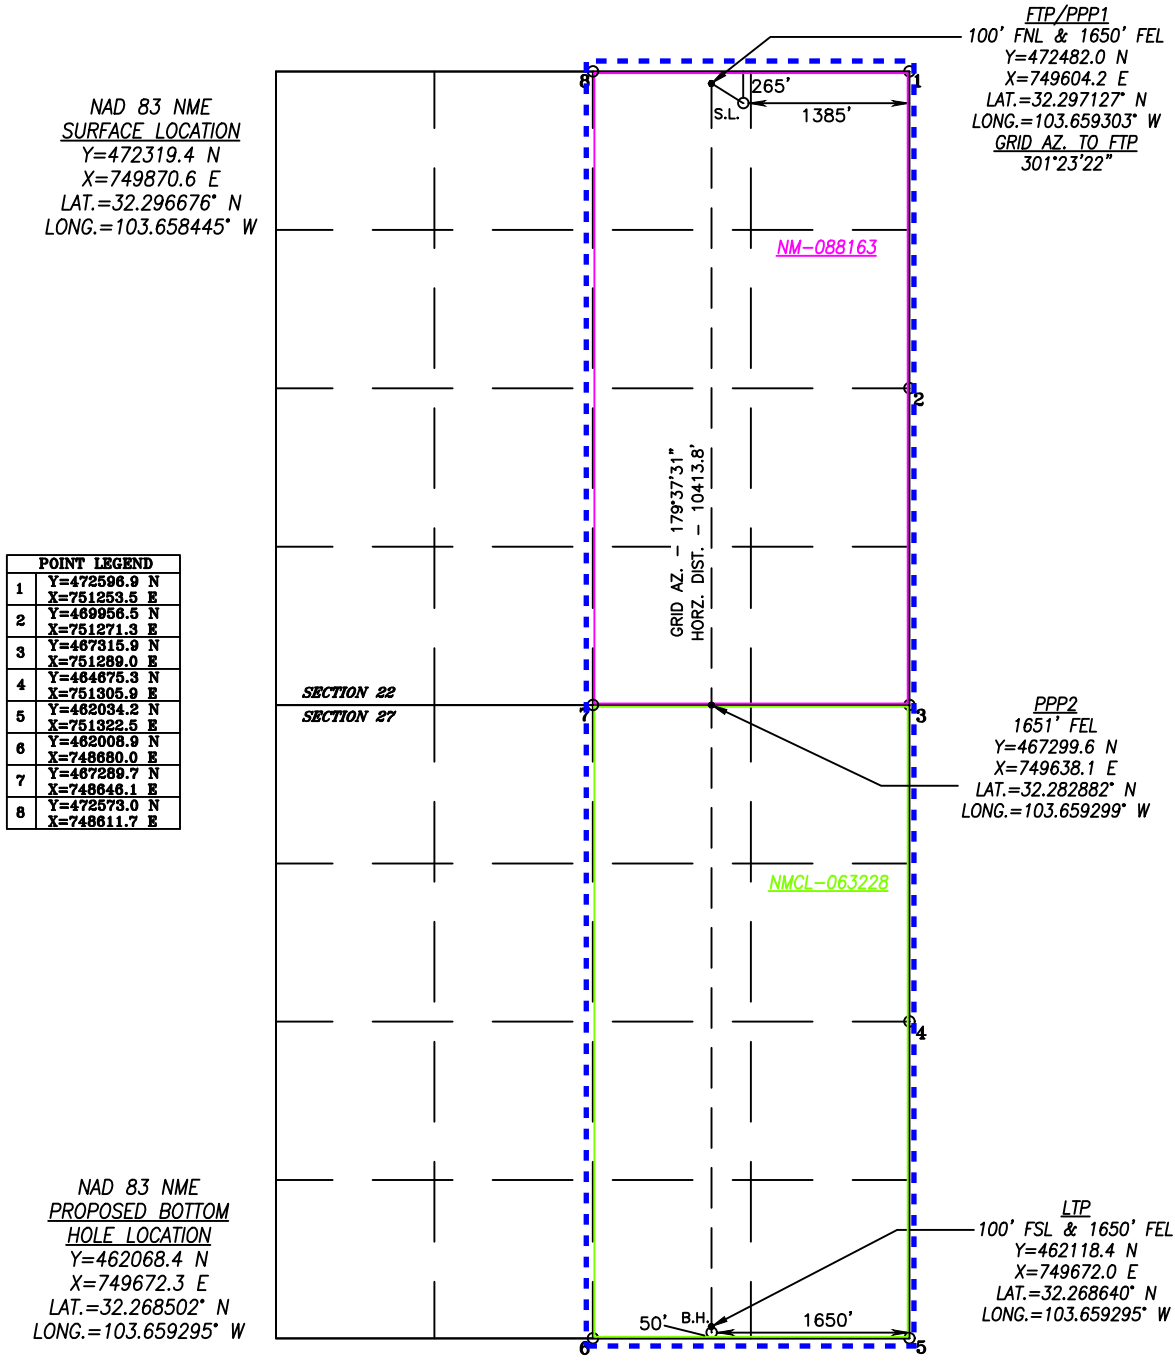 FTP/PPP1
100' FNL & 1650' FEL
Y=472482.0 N
X=749604.2 E
LAT.=32.297127° N
LONG.=103.659303° W
GRID AZ. TO FTP
301°23'22"
NAD 83 NME
SURFACE LOCATION
Y=472319.4 N
X=749870.6 E
LAT.=32.296676° N
LONG.=103.658445° W
8
1
265'
S.L.
1385'
NM-088163
2
GRID AZ. - 179°37'31"
HORZ. DIST. - 10413.8'
POINT LEGEND
1 Y=472596.9 N
X=751253.5 E
2 Y=469956.5 N
X=751271.3 E
3 Y=467315.9 N
X=751289.0 E
4 Y=464675.3 N
X=751305.9 E
5 Y=462034.2 N
X=751322.5 E
6 Y=462008.9 N
X=748680.0 E
7 Y=467289.7 N
X=748646.1 E
8 Y=472573.0 N
X=748611.7 E
SECTION 22
SECTION 27
7
3
PPP2
1651' FEL
Y=467299.6 N
X=749638.1 E
LAT.=32.282882° N
LONG.=103.659299° W
NMCL-063228
4
NAD 83 NME
PROPOSED BOTTOM
HOLE LOCATION
Y=462068.4 N
X=749672.3 E
LAT.=32.268502° N
LONG.=103.659295° W
LTP
100' FSL & 1650' FEL
Y=462118.4 N
X=749672.0 E
LAT.=32.268640° N
LONG.=103.659295° W
50'
B.H.
1650'
6
5